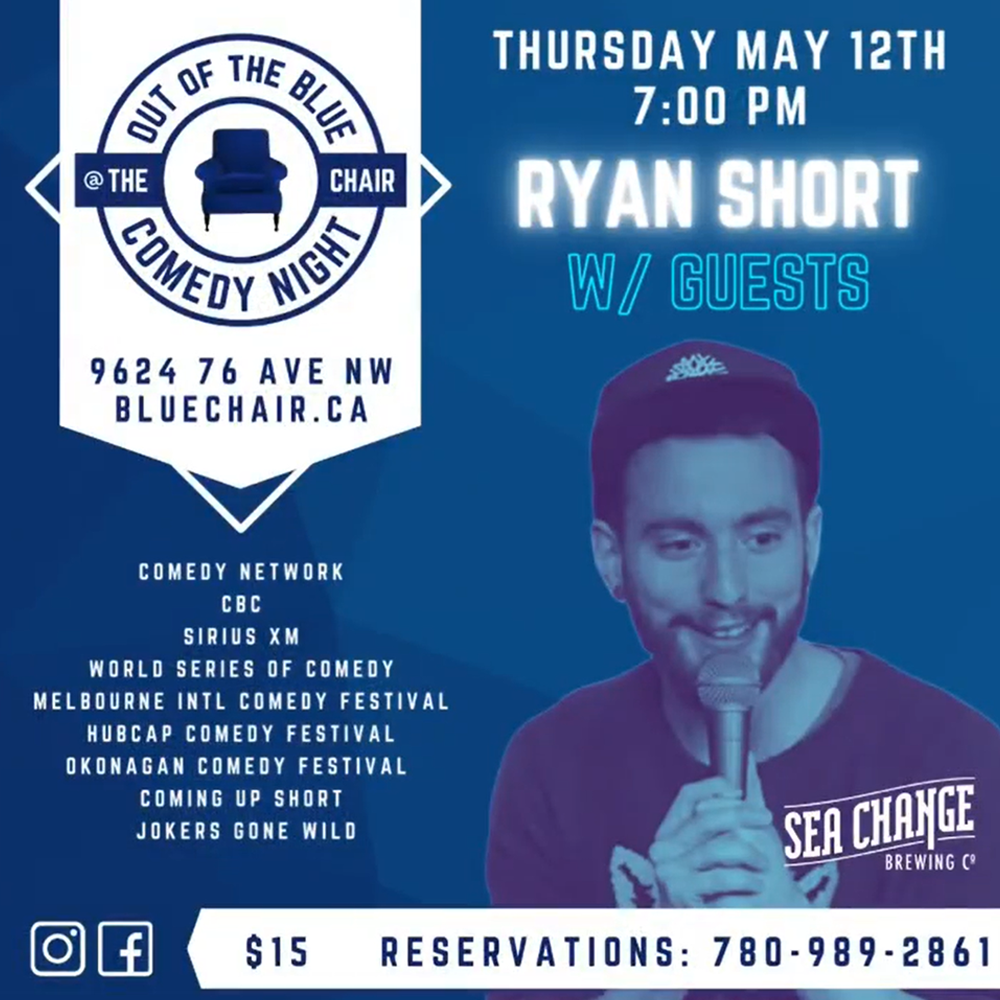 OUT OF THE BLUE
@ THE CHAIR
COMEDY NIGHT
9624 76 AVE NW
BLUECHAIR.CA
THURSDAY MAY 12TH
7:00 PM
RYAN SHORT
W/ GUESTS
COMEDY NETWORK
CBC
SIRIUS XM
WORLD SERIES OF COMEDY
MELBOURNE INTL COMEDY FESTIVAL
HUBCAP COMEDY FESTIVAL
OKONAGAN COMEDY FESTIVAL
COMING UP SHORT
JOKERS GONE WILD
SEA CHANGE
BREWING Cº
$15 RESERVATIONS: 780-989-2861